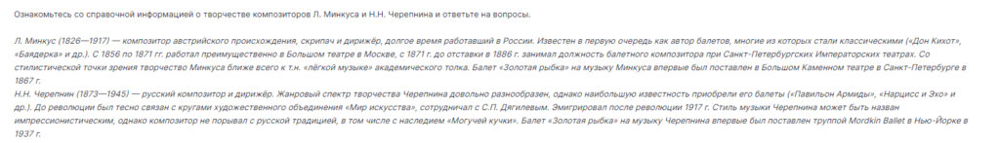 Ознакомьтесь со справочной информацией о творчестве композиторов Л. Минкуса и Н.Н. Черепнина и ответьте на вопросы.
Л. Минкус (1826—1917) — композитор австрийского происхождения, скрипач и дирижёр, долгое время работавший в России. Известен в первую очередь как автор балетов, многие из которых стали классическими («Дон Кихот»,
«Баядерка» и др.). С 1856 по 1871 гг. работал преимущественно в Большом театре в Москве, с 1871 г. до отставки в 1886 г. занимал должность балетного композитора при Санкт-Петербургских Императорских театрах. Со
стилистической точки зрения творчество Минкуса ближе всего к т.н. «лёгкой музыке» академического толка. Балет «Золотая рыбка» на музыку Минкуса впервые был поставлен в Большом Каменном театре в Санкт-Петербурге в
1867 г.
Н.Н. Черепнин (1873—1945) — русский композитор и дирижёр. Жанровый спектр творчества Черепнина довольно разнообразен, однако наибольшую известность приобрели его балеты («Павильон Армиды», «Нарцисс и Эхо» и
др.). До революции был тесно связан с кругами художественного объединения «Мир искусства», сотрудничал с С.П. Дягилевым. Эмигрировал после революции 1917 г. Стиль музыки Черепнина может быть назван
импрессионистическим, однако композитор не порывал с русской традицией, в том числе с наследием «Могучей кучки». Балет «Золотая рыбка» на музыку Черепнина впервые был поставлен труппой Mordkin Ballet в Нью-Йорке в
1937 г.